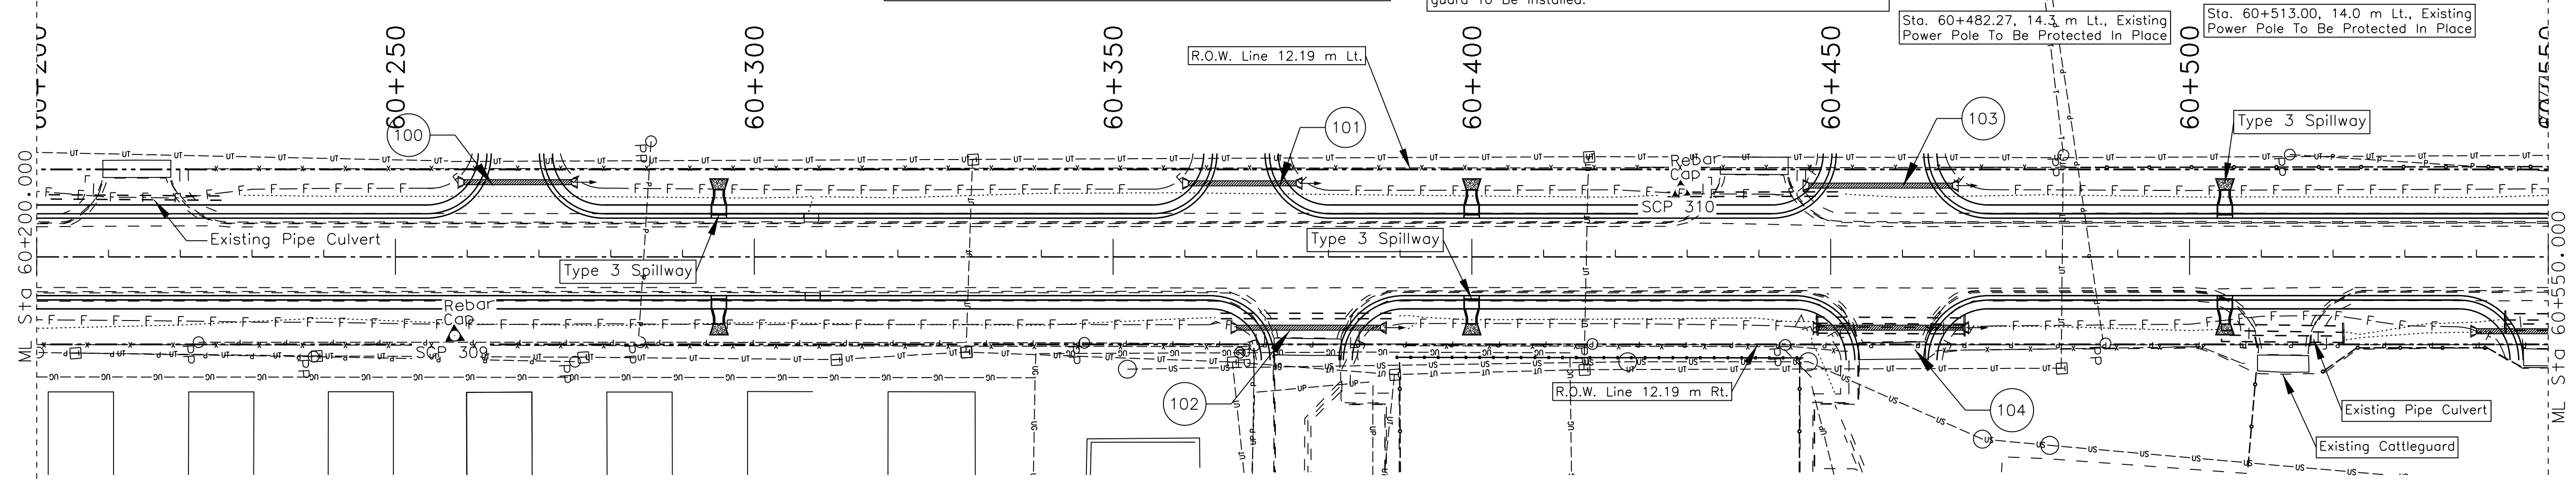 guard To Be Installed.
Sta. 60+482.27, 14.3 m Lt., Existing
Power Pole To Be Protected In Place
Sta. 60+513.00, 14.0 m Lt., Existing
Power Pole To Be Protected In Place
60+200
60+250
60+300
60+350
60+400
60+450
60+500
60+550
R.O.W. Line 12.19 m Lt.
100
101
103
Type 3 Spillway
Rebar
Cap
SCP 310
Existing Pipe Culvert
Type 3 Spillway
Type 3 Spillway
ML Sta 60+200.000
ML Sta 60+550.000
Rebar
Cap
SCP 309
102
R.O.W. Line 12.19 m Rt.
104
Existing Pipe Culvert
Existing Cattleguard